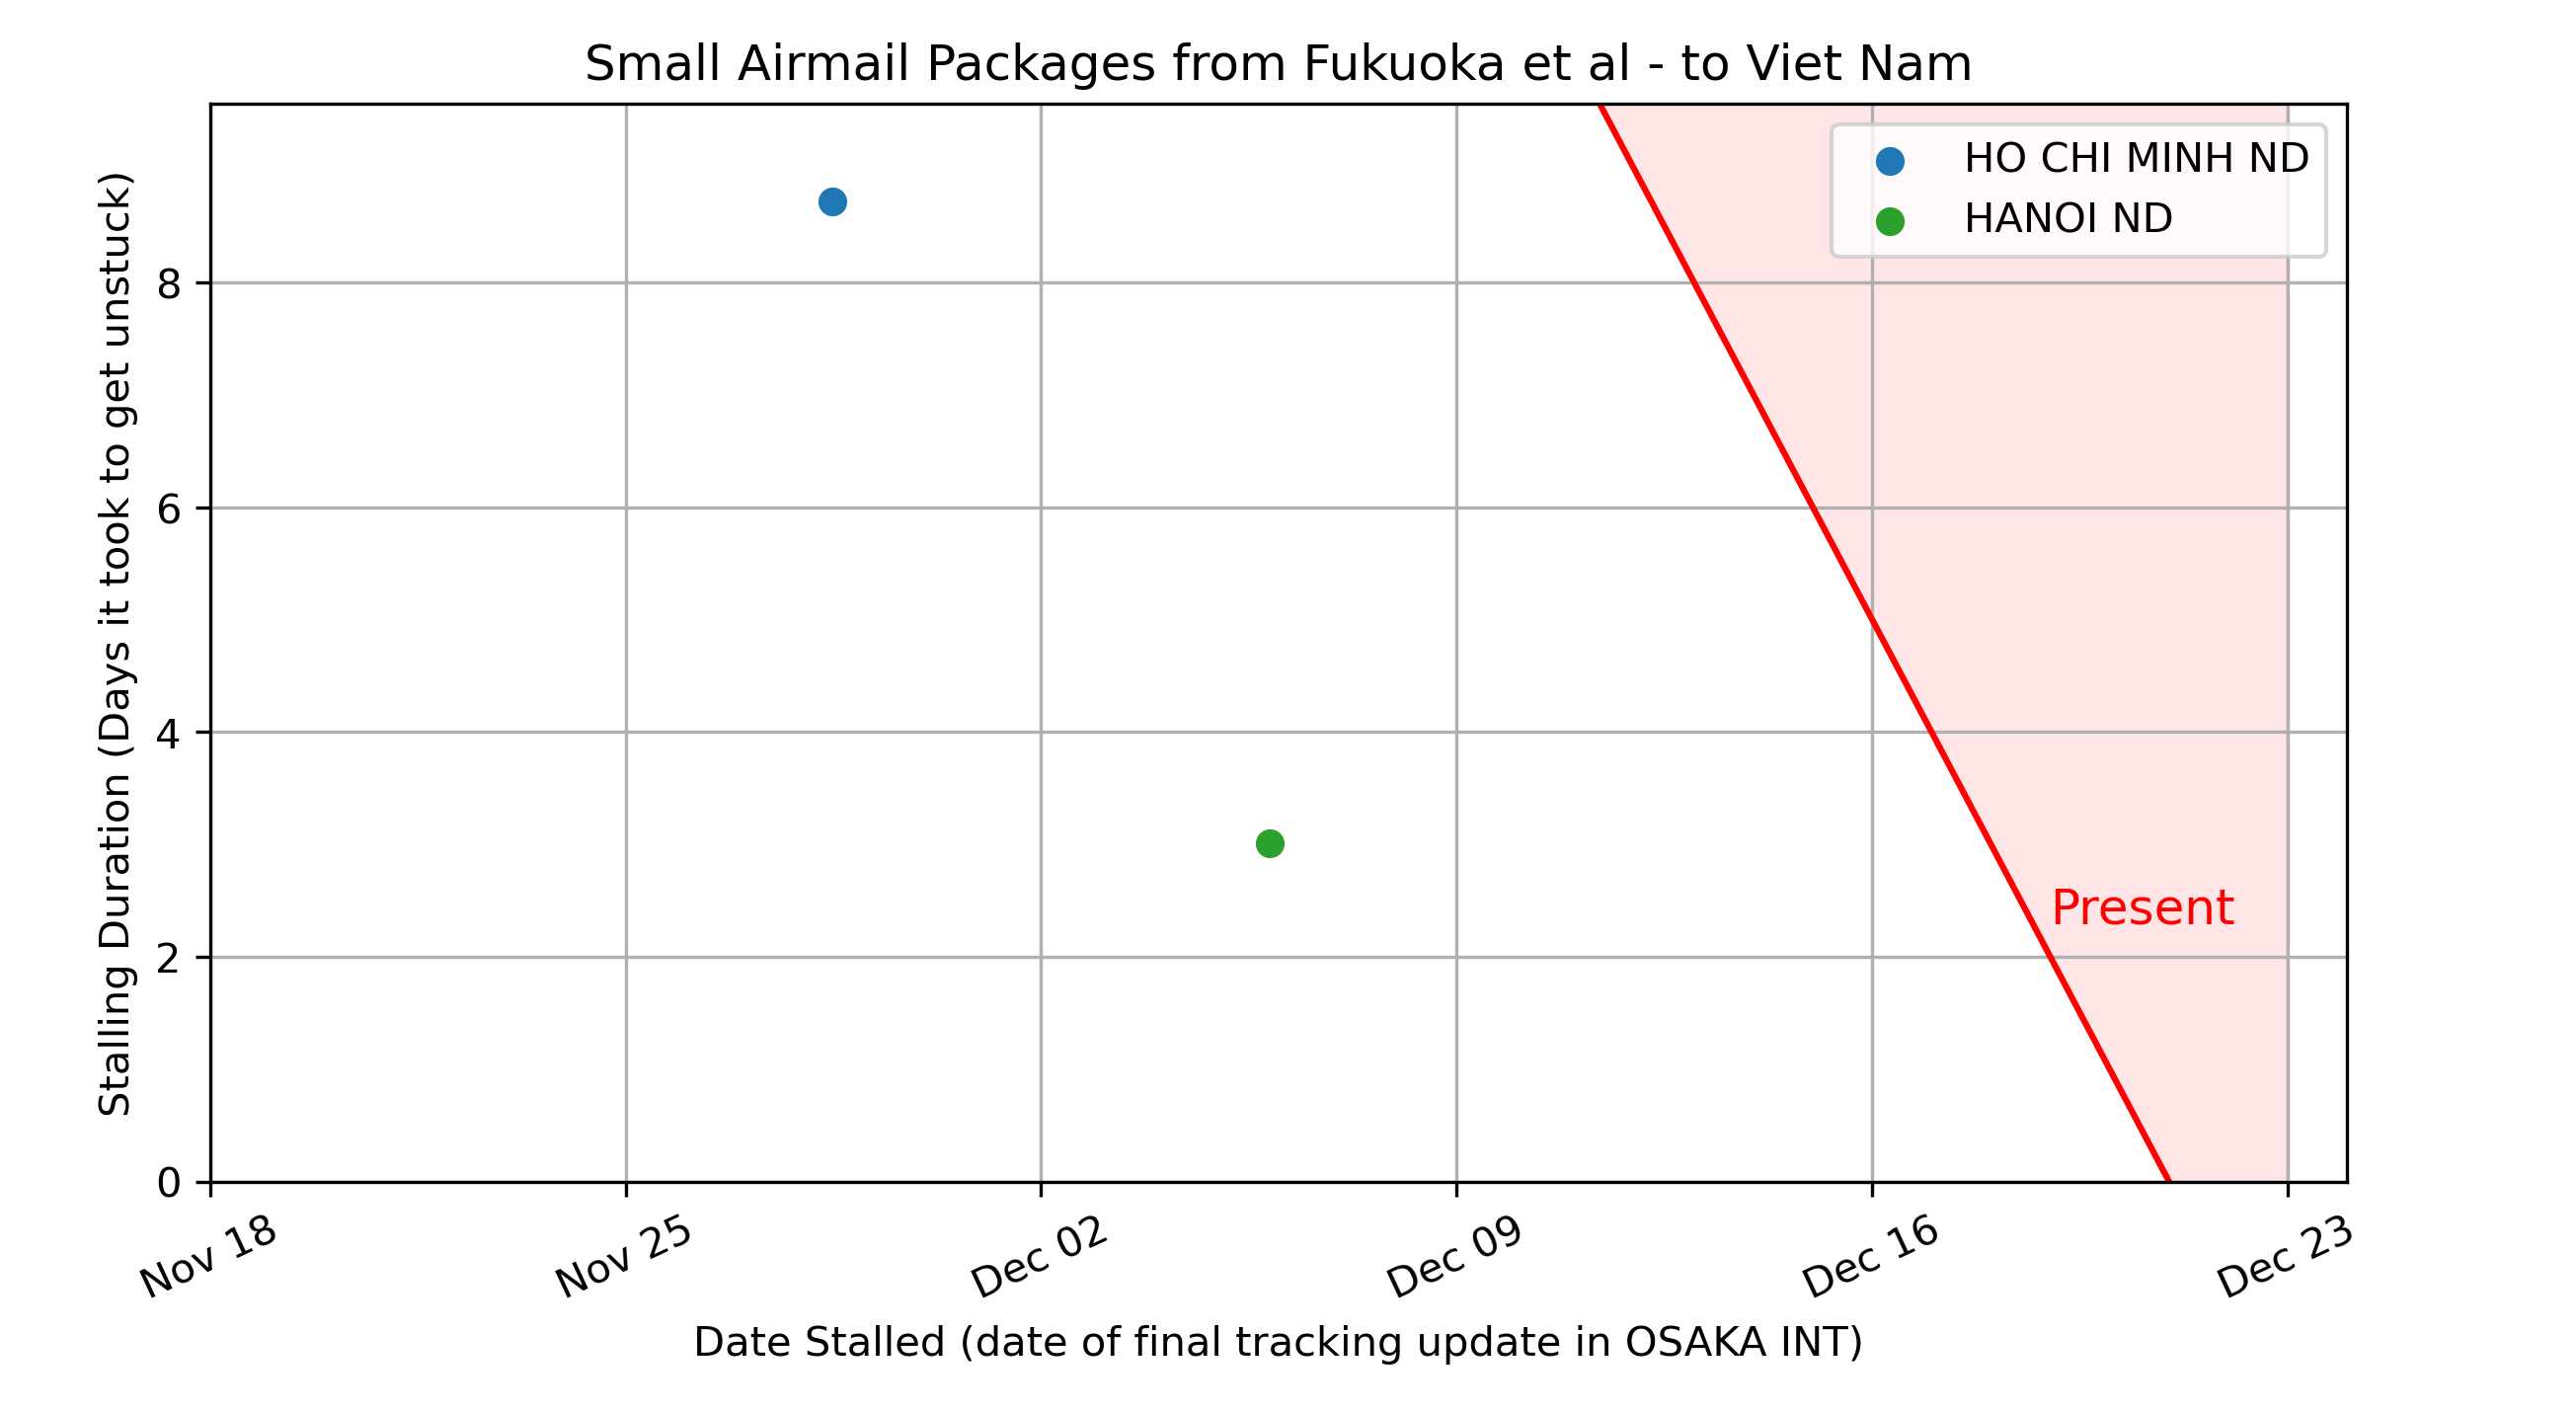 Small Airmail Packages from Fukuoka et al - to Viet Nam
HO CHI MINH ND
HANOI ND
Present
Stalling Duration (Days it took to get unstuck)
8
6
4
2
0
Nov 18
Nov 25
Dec 02
Dec 09
Dec 16
Dec 23
Date Stalled (date of final tracking update in OSAKA INT)